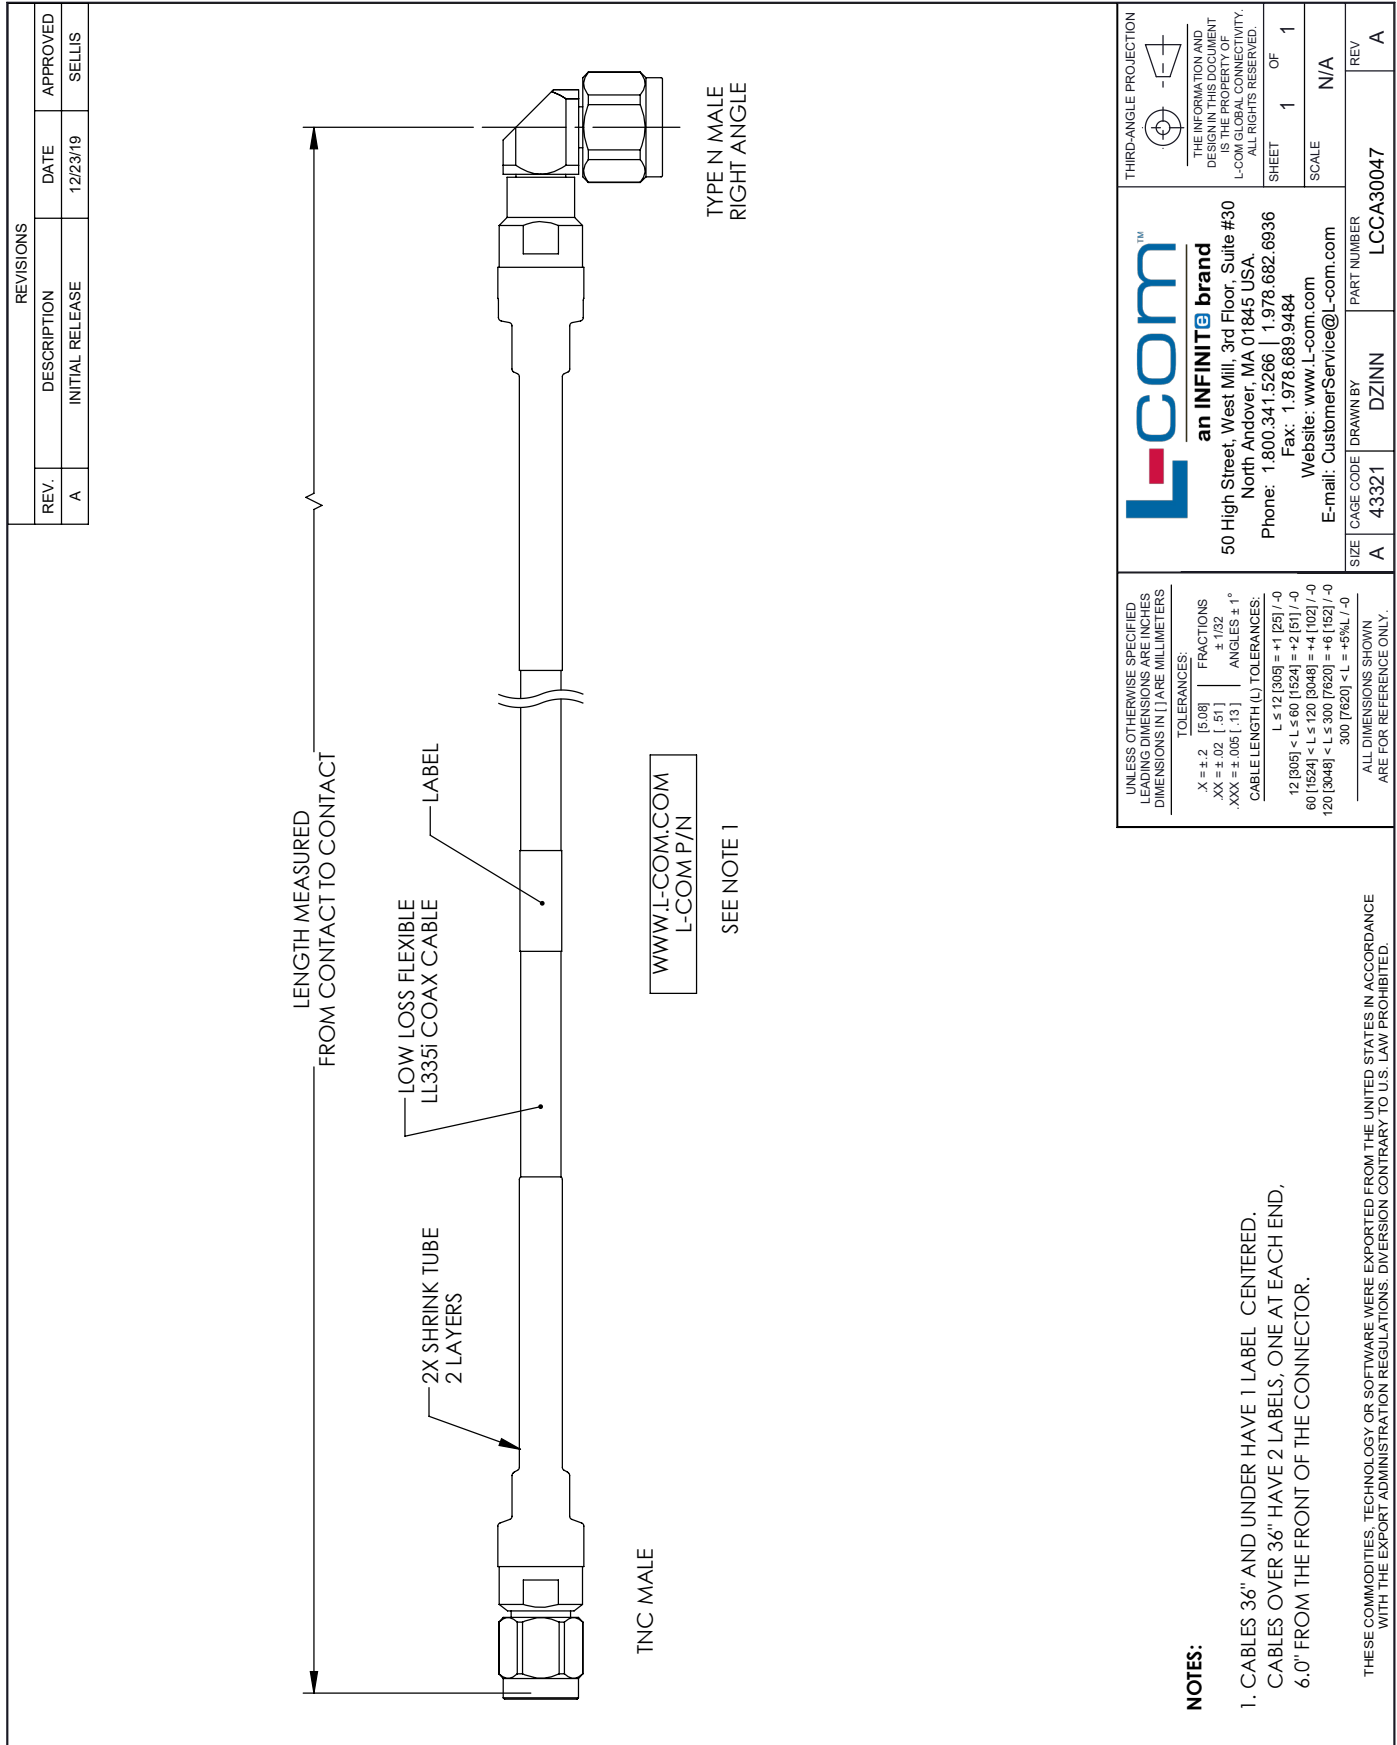 REVISIONS
REV. DESCRIPTION DATE APPROVED
A INITIAL RELEASE 12/23/19 SELLIS
LENGTH MEASURED
FROM CONTACT TO CONTACT
LOW LOSS FLEXIBLE
LL335i COAX CABLE
LABEL
2X SHRINK TUBE
2 LAYERS
TNC MALE
TYPE N MALE
RIGHT ANGLE
WWW.L-COM.COM
L-COM P/N
SEE NOTE 1
NOTES:
1. CABLES 36" AND UNDER HAVE 1 LABEL CENTERED.
CABLES OVER 36" HAVE 2 LABELS, ONE AT EACH END,
6.0" FROM THE FRONT OF THE CONNECTOR.
THESE COMMODITIES, TECHNOLOGY OR SOFTWARE WERE EXPORTED FROM THE UNITED STATES IN ACCORDANCE
WITH THE EXPORT ADMINISTRATION REGULATIONS. DIVERSION CONTRARY TO U.S. LAW PROHIBITED.
UNLESS OTHERWISE SPECIFIED
LEADING DIMENSIONS ARE INCHES
DIMENSIONS IN [ ] ARE MILLIMETERS
TOLERANCES:
.X = ± .2 [5.08] FRACTIONS
.XX = ± .02 [ .51 ] ± 1/32
.XXX = ± .005 [ .13 ] ANGLES ± 1°
CABLE LENGTH (L) TOLERANCES:
L ≤ 12 [305] = +1 [25] / -0
12 [305] < L ≤ 60 [1524] = +2 [51] / -0
60 [1524] < L ≤ 120 [3048] = +4 [102] / -0
120 [3048] < L ≤ 300 [7620] = +6 [152] / -0
300 [7620] < L = +5%L / -0
ALL DIMENSIONS SHOWN
ARE FOR REFERENCE ONLY.
L-com™
an INFINITe brand
50 High Street, West Mill, 3rd Floor, Suite #30
North Andover, MA 01845 USA.
Phone: 1.800.341.5266 | 1.978.682.6936
Fax: 1.978.689.9484
Website: www.L-com.com
E-mail: CustomerService@L-com.com
THIRD-ANGLE PROJECTION
THE INFORMATION AND
DESIGN IN THIS DOCUMENT
IS THE PROPERTY OF
L-COM GLOBAL CONNECTIVITY.
ALL RIGHTS RESERVED.
SHEET 1 OF 1
SCALE N/A
SIZE CAGE CODE DRAWN BY PART NUMBER REV
A 43321 DZINN LCCA30047 A